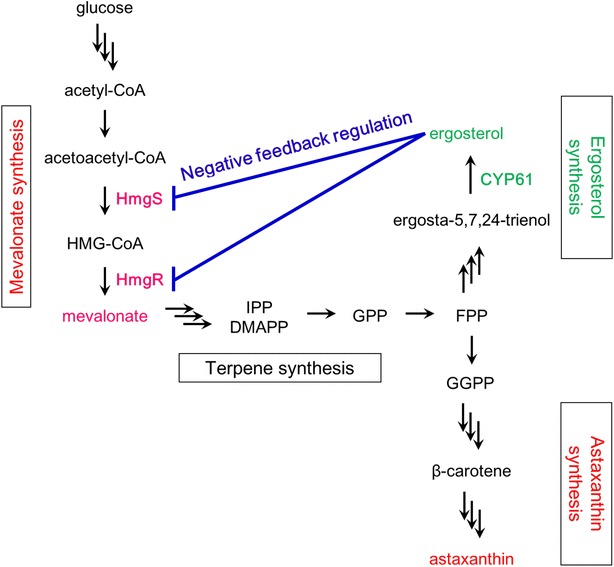 glucose
acetyl-CoA
acetoacetyl-CoA
HmgS
HMG-CoA
HmgR
mevalonate
Mevalonate synthesis
Negative feedback regulation
ergosterol
CYP61
ergosta-5,7,24-trienol
Ergosterol
synthesis
IPP
DMAPP
GPP
FPP
Terpene synthesis
GGPP
β-carotene
astaxanthin
Astaxanthin
synthesis